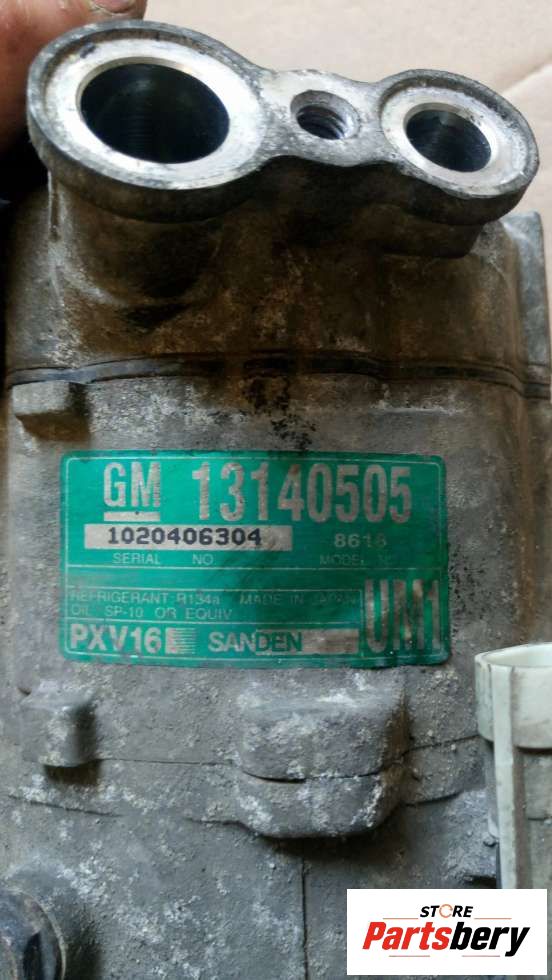 GM 13140505
1020406304 8616
SERIAL NO MODEL
REFRIGERANT R134a MADE IN JAPAN
OIL SP-10 OR EQUIV
UM1
PXV16 SANDEN
STORE
Partsbery